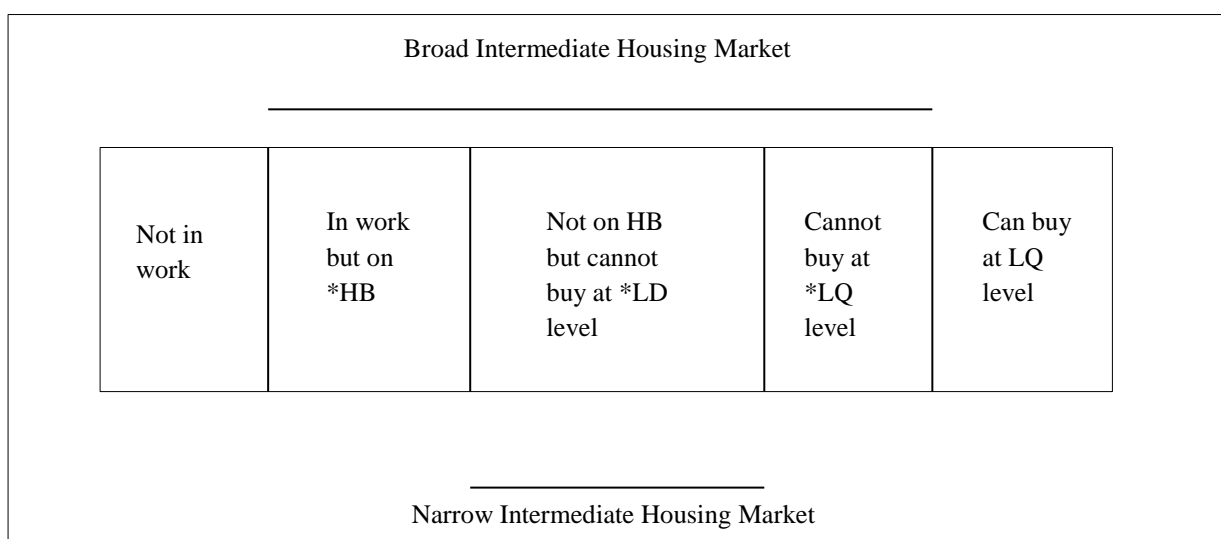 Broad Intermediate Housing Market
Not in
work
In work
but on
*HB
Not on HB
but cannot
buy at *LD
level
Cannot
buy at
*LQ
level
Can buy
at LQ
level
Narrow Intermediate Housing Market